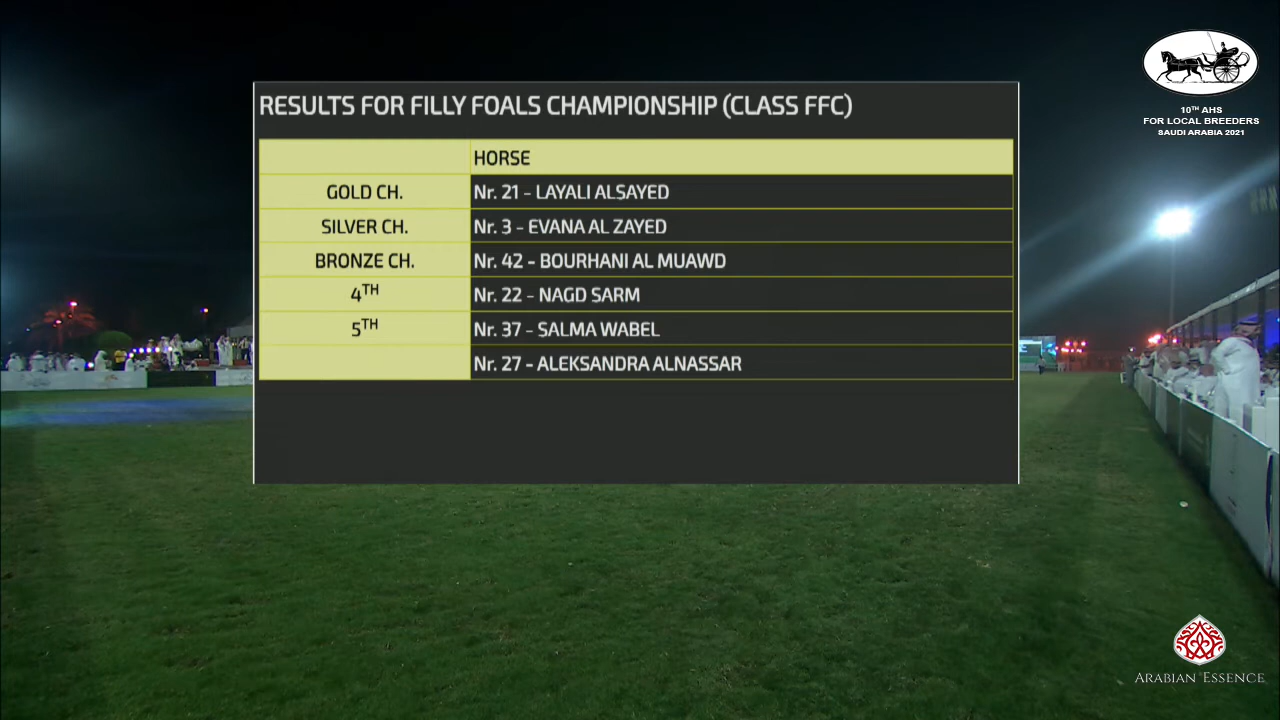 RESULTS FOR FILLY FOALS CHAMPIONSHIP (CLASS FFC)
HORSE
GOLD CH. Nr. 21 - LAYALI ALSAYED
SILVER CH. Nr. 3 - EVANA AL ZAYED
BRONZE CH. Nr. 42 - BOURHANI AL MUAWD
4TH Nr. 22 - NAGD SARM
5TH Nr. 37 - SALMA WABEL
Nr. 27 - ALEKSANDRA ALNASSAR
10TH AHS
FOR LOCAL BREEDERS
SAUDI ARABIA 2021
ARABIAN ESSENCE